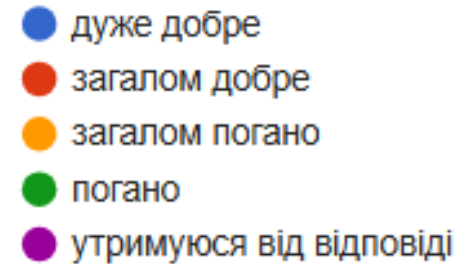 дуже добре
загалом добре
загалом погано
погано
утримуюся від відповіді